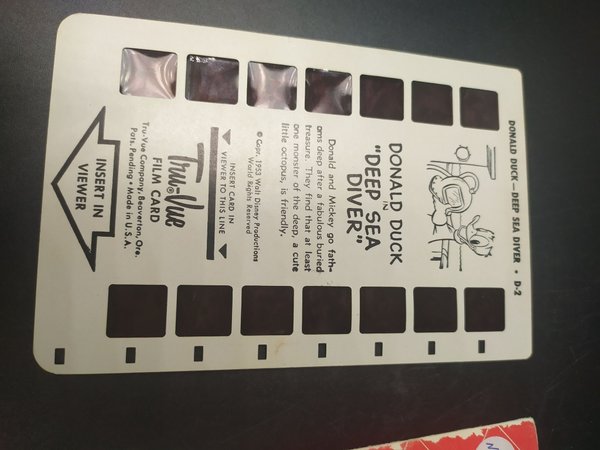 DONALD DUCK—DEEP SEA DIVER • D-2
DONALD DUCK
IN
"DEEP SEA
DIVER"
Donald and Mickey go fath-
oms deep after a fabulous buried
treasure. They find that at least
one monster of the deep, a cute
little octopus, is friendly.
© Copr. 1953 Walt Disney Productions
World Rights Reserved
INSERT CARD IN
VIEWER TO THIS LINE
Tru-Vue
FILM CARD
Tru-Vue Company, Beaverton, Ore.
Pats. Pending • Made in U.S.A.
INSERT IN
VIEWER